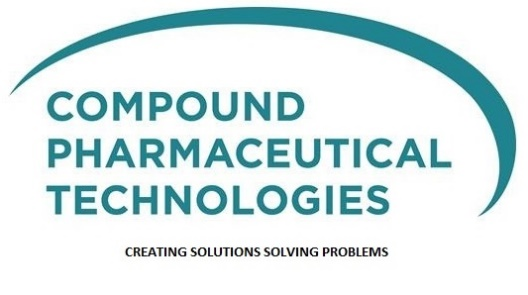 COMPOUND
PHARMACEUTICAL
TECHNOLOGIES
CREATING SOLUTIONS SOLVING PROBLEMS